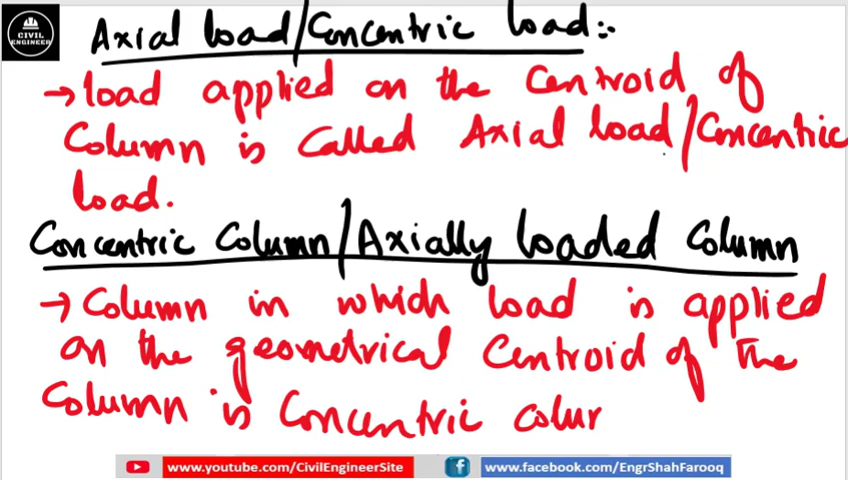 CIVIL
ENGINEER
Axial load/Concentric load:-
→ load applied on the centroid of
Column is called Axial load/Concentric
load.
Concentric Column/Axially loaded Column
→ Column in which load is applied
on the geometrical centroid of the
Column is concentric colur
www.youtube.com/CivilEngineerSite
www.facebook.com/EngrShahFarooq